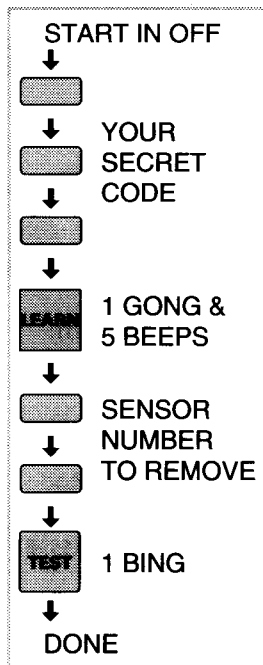 START IN OFF
YOUR
SECRET
CODE
LEARN
1 GONG &
5 BEEPS
SENSOR
NUMBER
TO REMOVE
TEST
1 BING
DONE